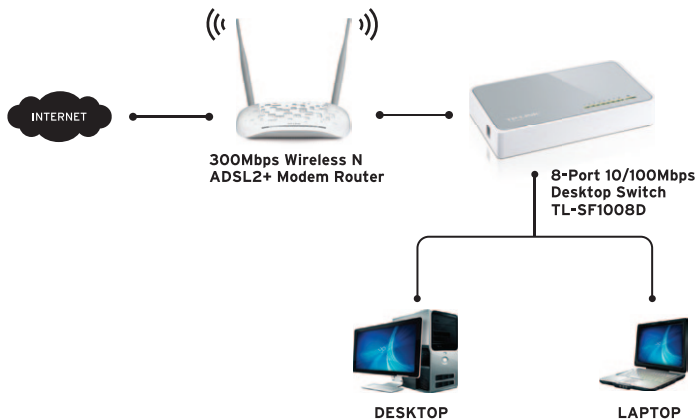 INTERNET
300Mbps Wireless N
ADSL2+ Modem Router
8-Port 10/100Mbps
Desktop Switch
TL-SF1008D
DESKTOP
LAPTOP